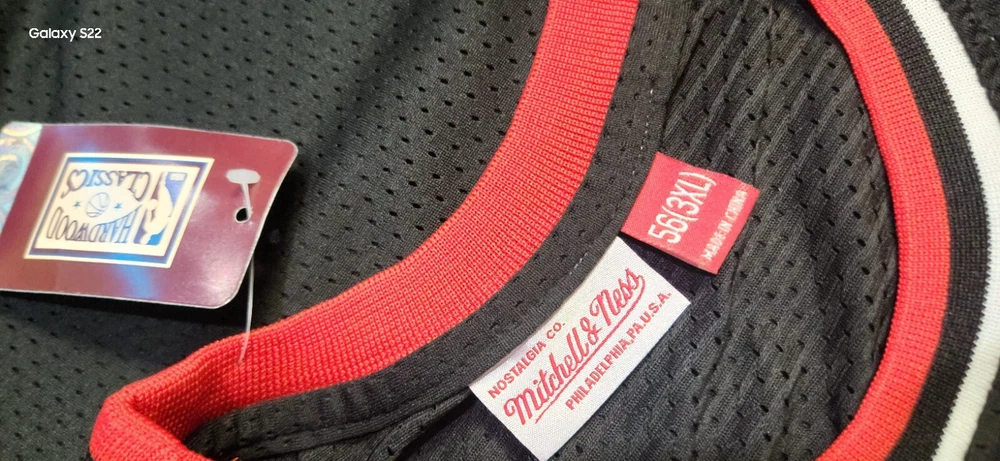 Galaxy S22
HARDWOOD
CLASSICS
56(3XL)
MADE IN CHINA
NOSTALGIA CO.
Mitchell & Ness
PHILADELPHIA, PA, U.S.A.